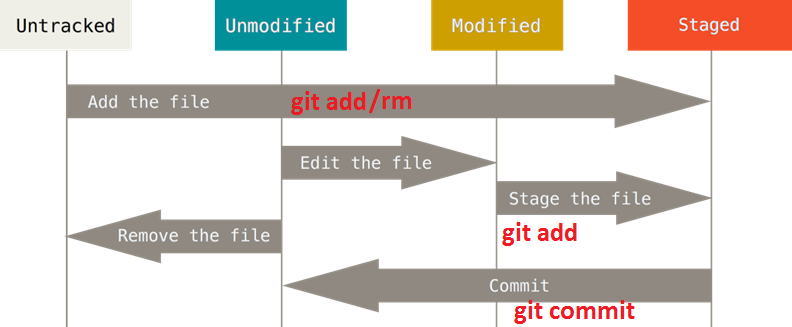 Untracked
Unmodified
Modified
Staged
Add the file git add/rm
Edit the file
Stage the file
git add
Remove the file
Commit
git commit